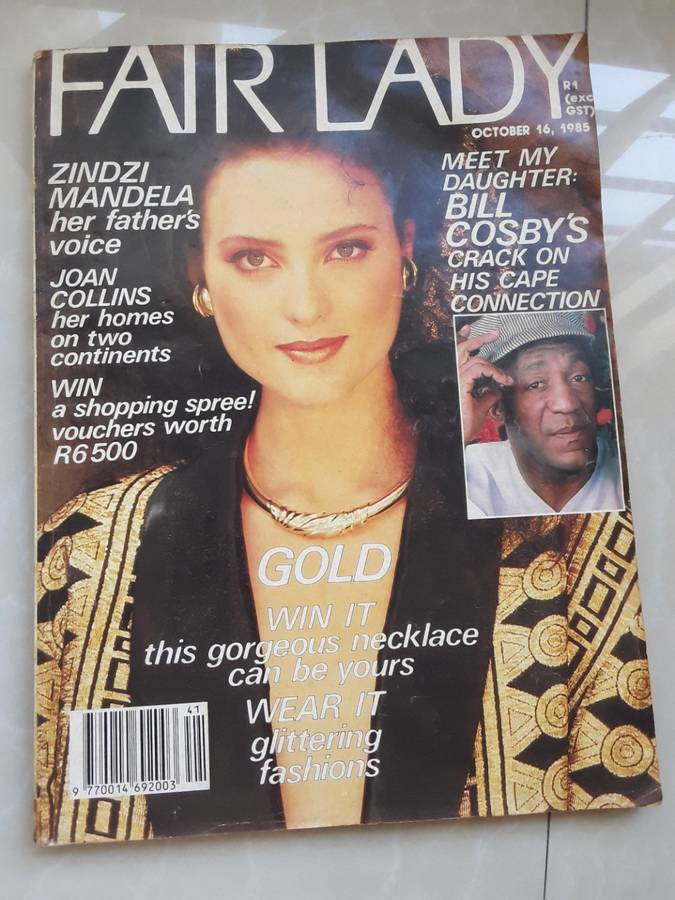 FAIR LADY
R1
(exc
GST)
OCTOBER 16, 1985
ZINDZI
MANDELA
her father's
voice
JOAN
COLLINS
her homes
on two
continents
WIN
a shopping spree!
vouchers worth
R6500
MEET MY
DAUGHTER:
BILL
COSBY'S
CRACK ON
HIS CAPE
CONNECTION
GOLD
WIN IT
this gorgeous necklace
can be yours
WEAR IT
glittering
fashions
41
9 770014 692003